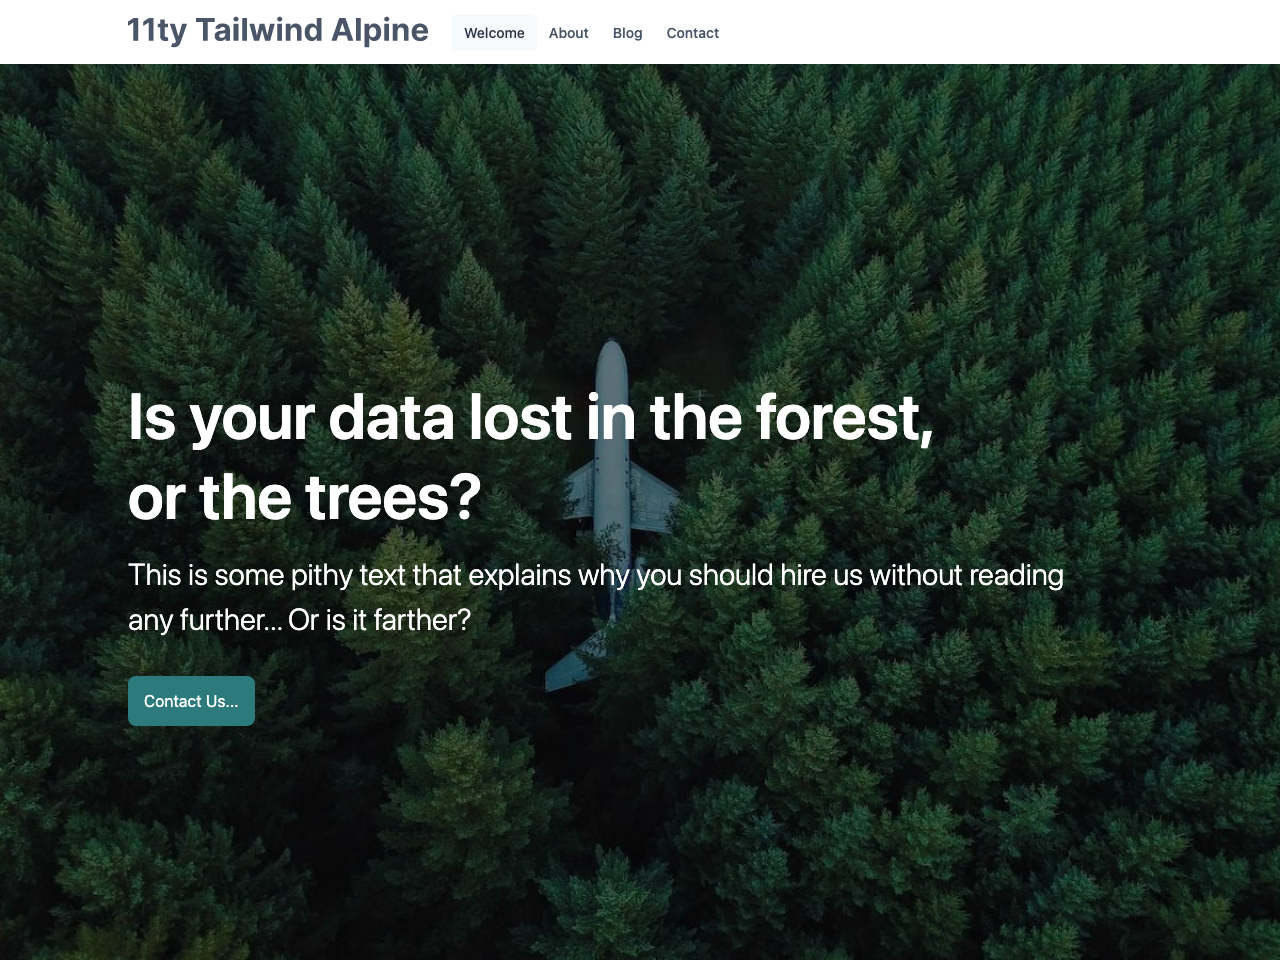 11ty Tailwind Alpine
Welcome
About
Blog
Contact
Is your data lost in the forest,
or the trees?
This is some pithy text that explains why you should hire us without reading
any further... Or is it farther?
Contact Us...